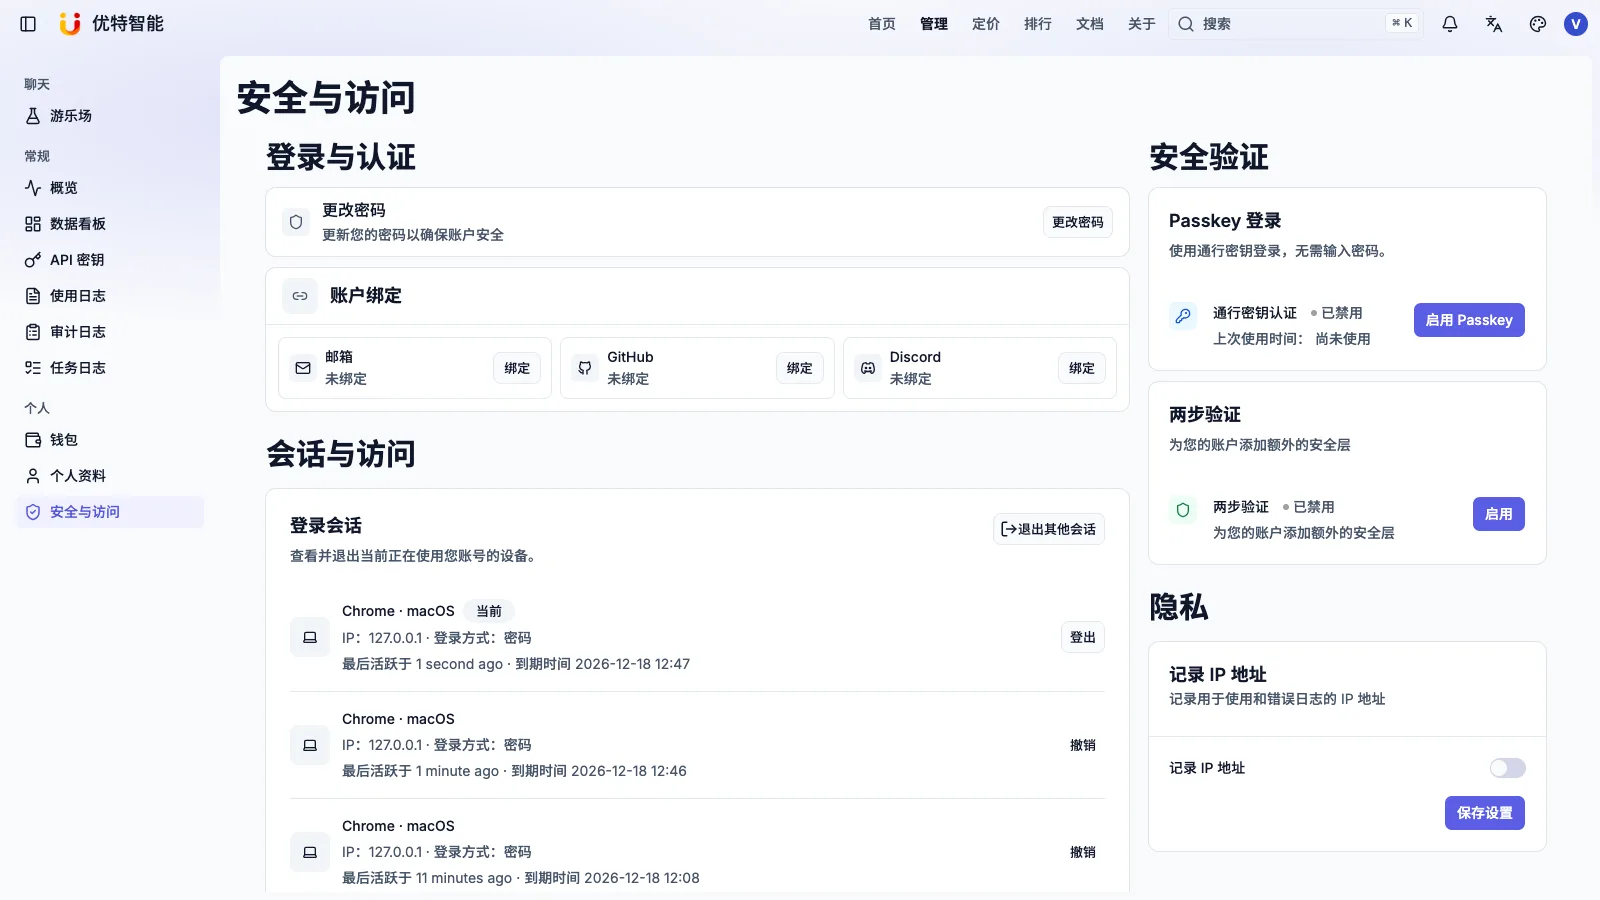 优特智能
首页
管理
定价
排行
文档
关于
搜索
⌘ K
V
聊天
游乐场
常规
概览
数据看板
API 密钥
使用日志
审计日志
任务日志
个人
钱包
个人资料
安全与访问
安全与访问
登录与认证
更改密码
更新您的密码以确保账户安全
更改密码
账户绑定
邮箱
未绑定
绑定
GitHub
未绑定
绑定
Discord
未绑定
绑定
会话与访问
登录会话
查看并退出当前正在使用您账号的设备。
退出其他会话
Chrome · macOS 当前
IP：127.0.0.1 · 登录方式：密码
最后活跃于 1 second ago · 到期时间 2026-12-18 12:47
登出
Chrome · macOS
IP：127.0.0.1 · 登录方式：密码
最后活跃于 1 minute ago · 到期时间 2026-12-18 12:46
撤销
Chrome · macOS
IP：127.0.0.1 · 登录方式：密码
最后活跃于 11 minutes ago · 到期时间 2026-12-18 12:08
撤销
安全验证
Passkey 登录
使用通行密钥登录，无需输入密码。
通行密钥认证 已禁用
上次使用时间： 尚未使用
启用 Passkey
两步验证
为您的账户添加额外的安全层
两步验证 已禁用
为您的账户添加额外的安全层
启用
隐私
记录 IP 地址
记录用于使用和错误日志的 IP 地址
记录 IP 地址
保存设置